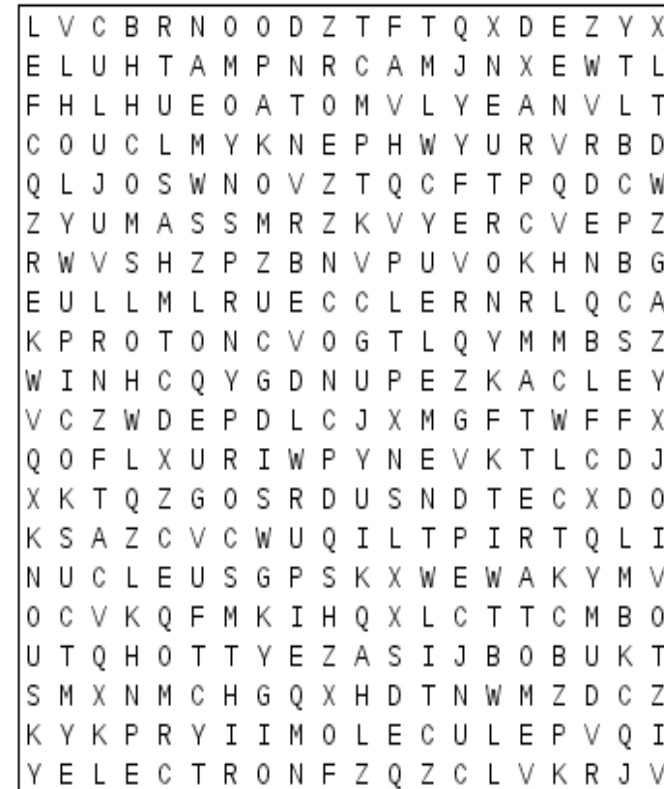 L V C B R N O O D Z T F T Q X D E Z Y X
E L U H T A M P N R C A M J N X E W T L
F H L H U E O A T O M V L Y E A N V L T
C O U C L M Y K N E P H W Y U R V R B D
Q L J O S W N O V Z T Q C F T P Q D C W
Z Y U M A S S M R Z K V Y E R C V E P Z
R W V S H Z P Z B N V P U V O K H N B G
E U L L M L R U E C C L E R N R L Q C A
K P R O T O N C V O G T L Q Y M M B S Z
W I N H C Q Y G D N U P E Z K A C L E Y
V C Z W D E P D L C J X M G F T W F F X
Q O F L X U R I W P Y N E V K T L C D J
X K T Q Z G O S R D U S N D T E C X D O
K S A Z C V C W U Q I L T P I R T Q L I
N U C L E U S G P S K X W E W A K Y M V
O C V K Q F M K I H Q X L C T T C M B O
U T Q H O T T Y E Z A S I J B O B U K T
S M X N M C H G Q X H D T N W M Z D C Z
K Y K P R Y I I M O L E C U L E P V Q I
Y E L E C T R O N F Z Q Z C L V K R J V